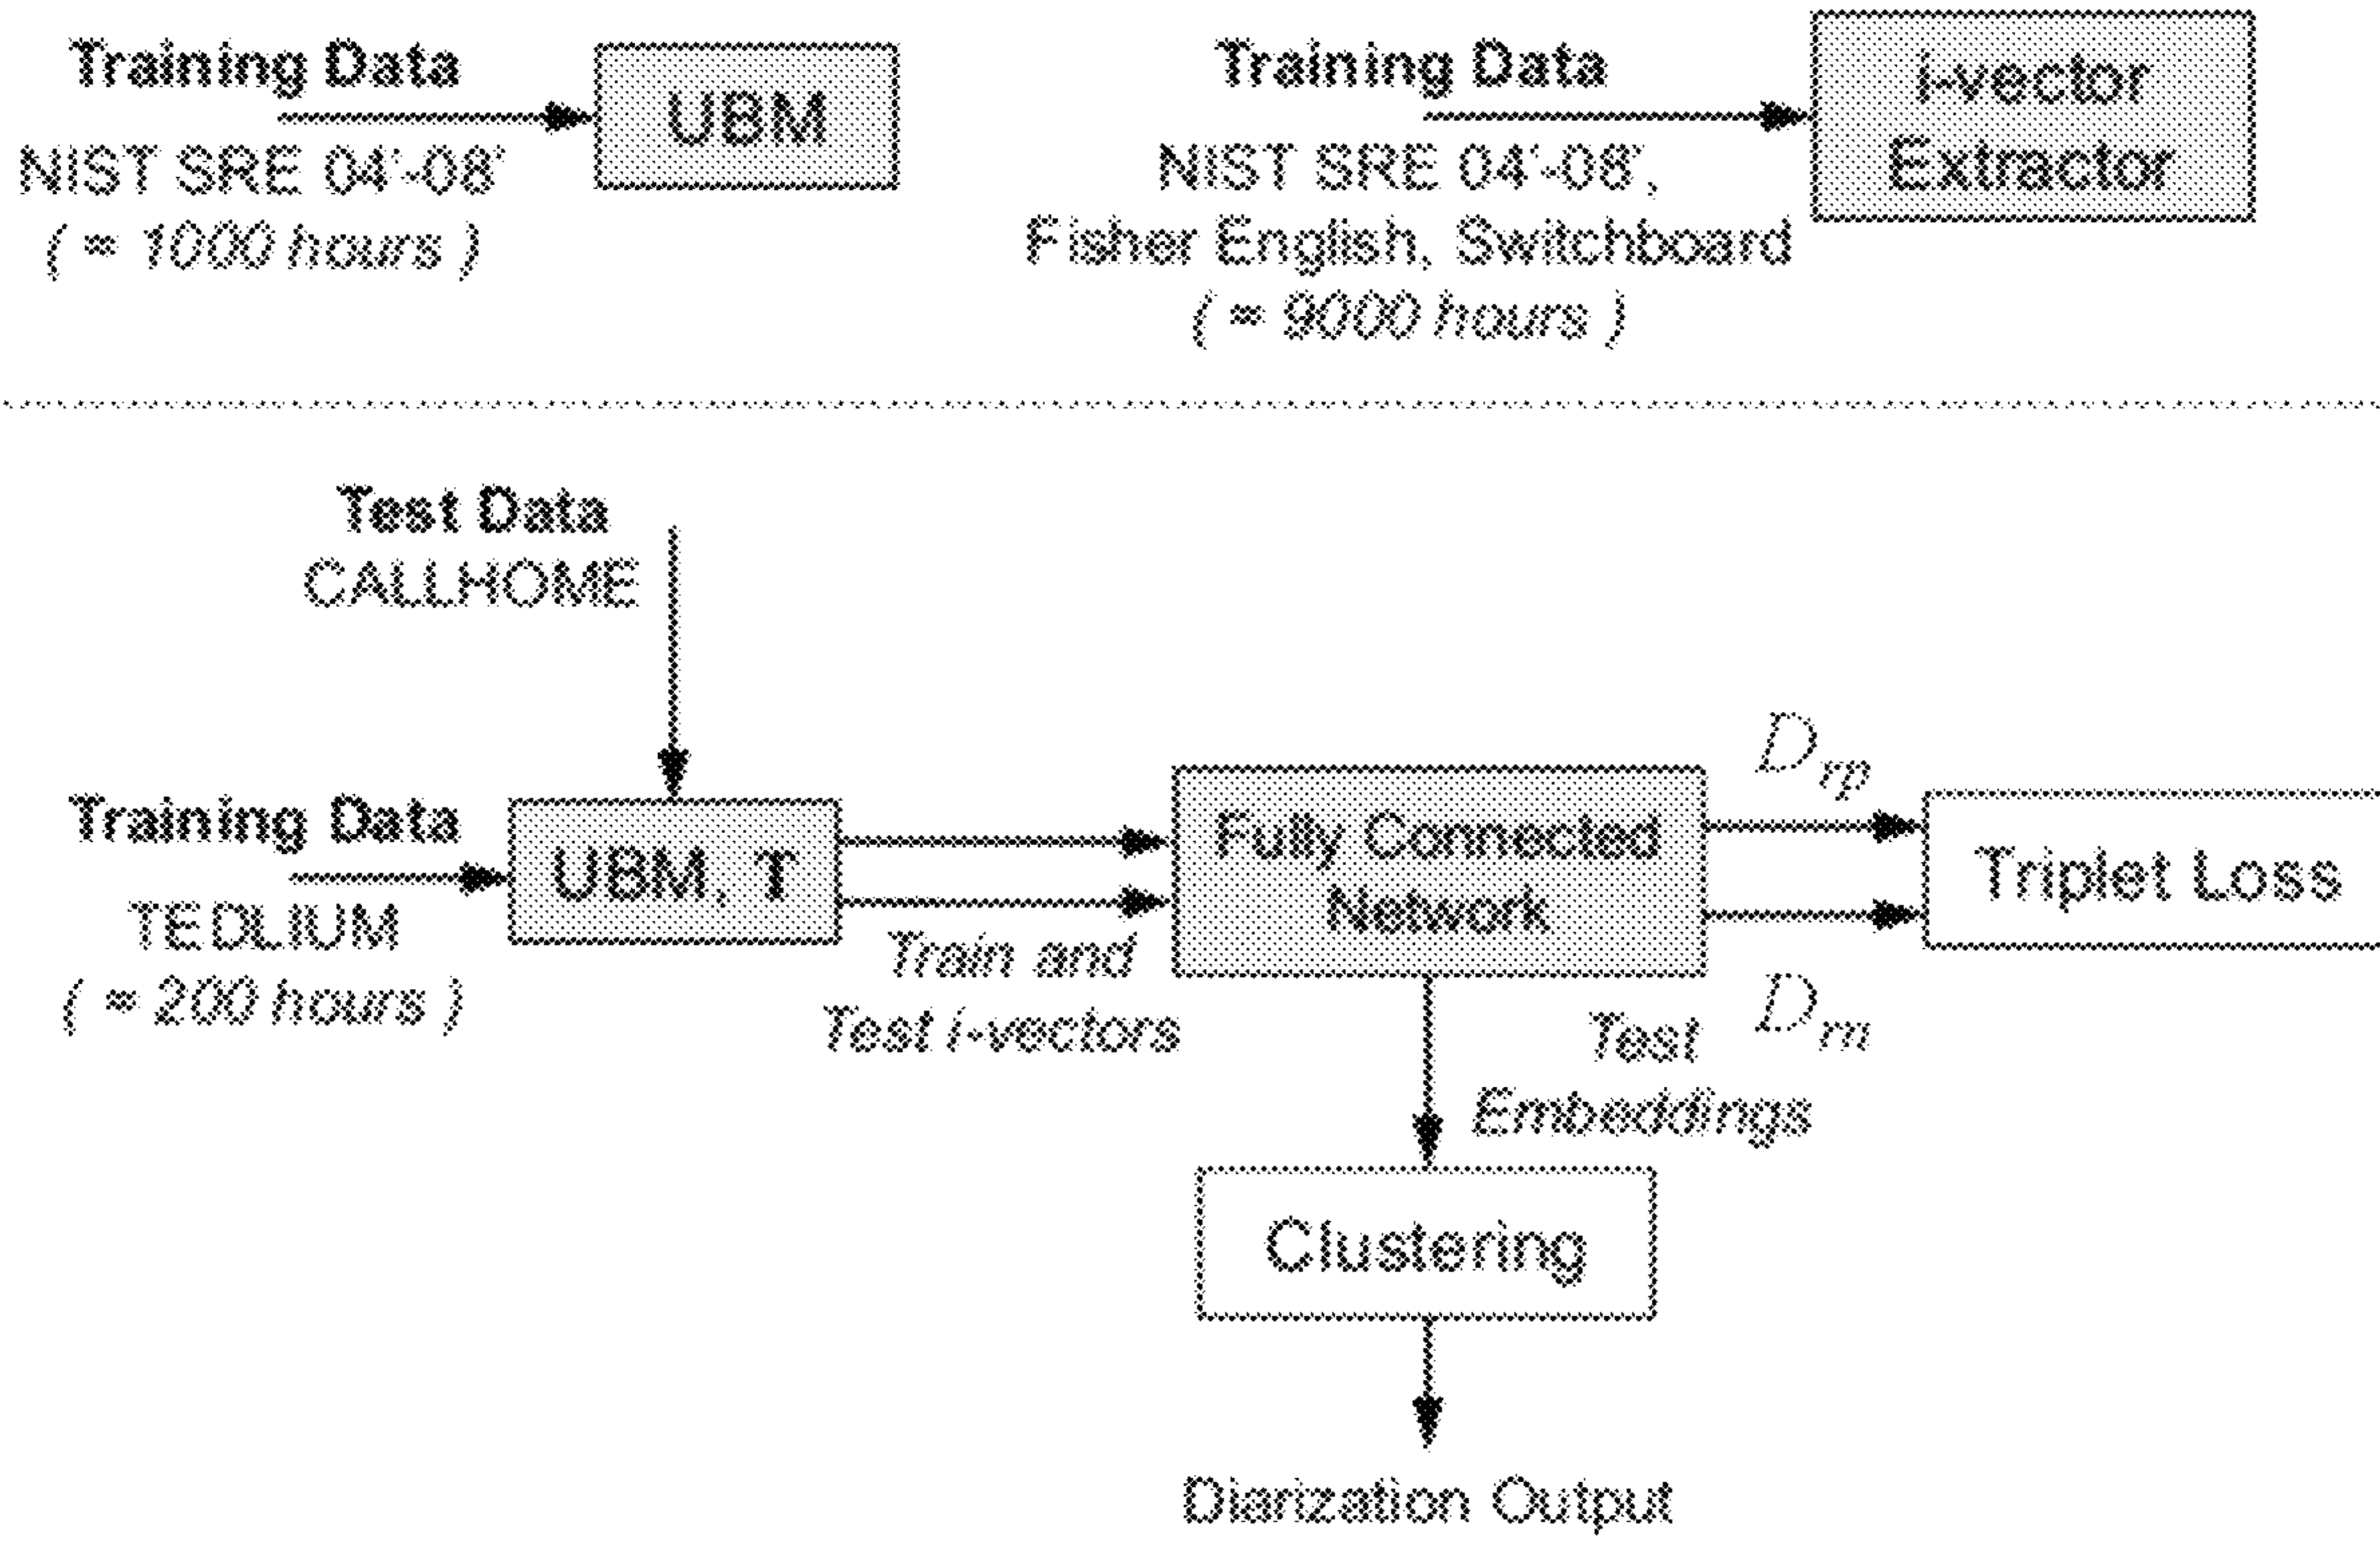 Training Data
UBM
NIST SRE 04'-08'
( ≈ 1000 hours )
Training Data
i-vector
Extractor
NIST SRE 04'-08',
Fisher English, Switchboard
( ≈ 9000 hours )
Test Data
CALLHOME
Training Data
TEDLIUM
( ≈ 200 hours )
UBM, T
Train and
Test i-vectors
Fully Connected
Network
D_rp
Triplet Loss
D_rn
Test
Embeddings
Clustering
Diarization Output